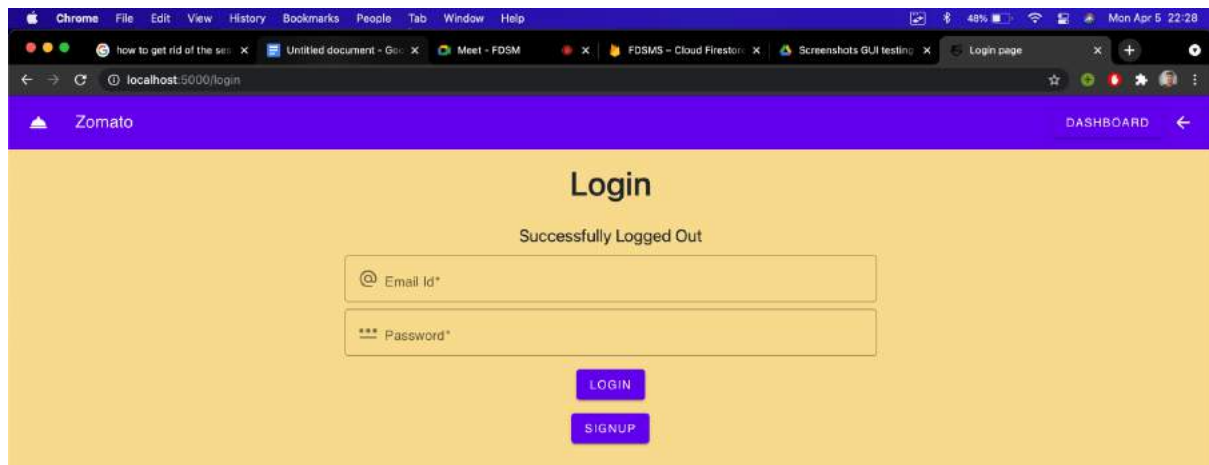 Chrome File Edit View History Bookmarks People Tab Window Help 48% Mon Apr 5 22:28
how to get rid of the Untitled document - Meet - FDSM FDSMS – Cloud Firestore Screenshots GUI testing Login page
localhost:5000/login
Zomato DASHBOARD
Login
Successfully Logged Out
@ Email Id*
Password*
LOGIN
SIGNUP